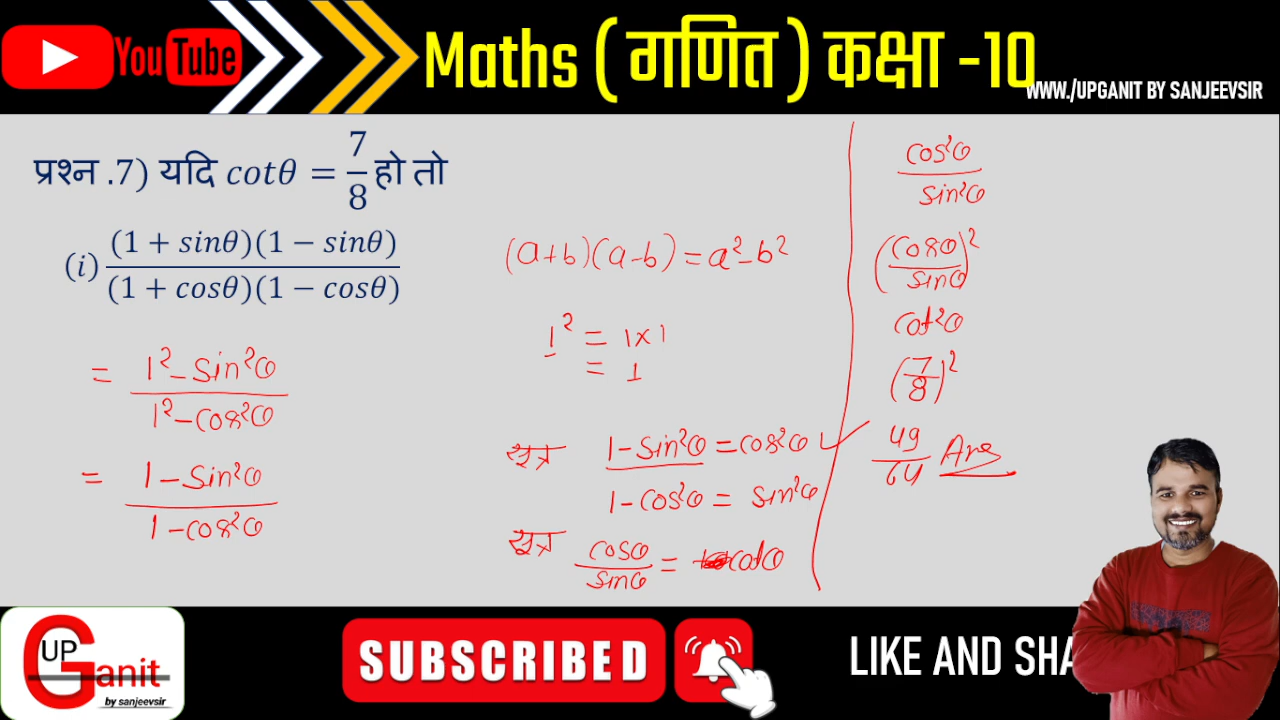 YouTube
Maths ( गणित ) कक्षा -10
WWW./UPGANIT BY SANJEEVSIR
प्रश्न .7) यदि cotθ = 7/8 हो तो
(i) (1 + sinθ)(1 − sinθ) / (1 + cosθ)(1 − cosθ)
= 1² − sin²θ / 1² − cos²θ
= 1 − sin²θ / 1 − cos²θ
(a+b)(a−b) = a² − b²
1² = 1×1
= 1
सूत्र 1 − sin²θ = cos²θ ✓
1 − cos²θ = sin²θ
सूत्र cosθ / sinθ = cotθ
cos²θ / sin²θ
(cosθ / sinθ)²
cot²θ
(7/8)²
49/64 Ans
UP
Ganit
by sanjeevsir
SUBSCRIBED
LIKE AND SHA